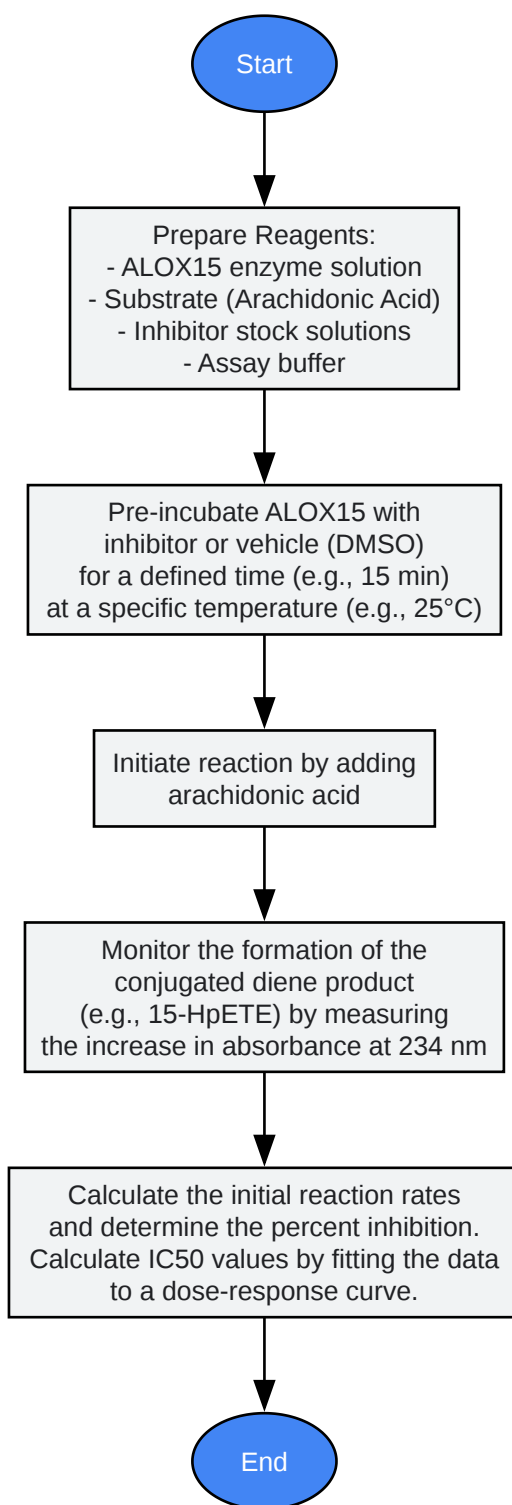 Start
Prepare Reagents:
- ALOX15 enzyme solution
- Substrate (Arachidonic Acid)
- Inhibitor stock solutions
- Assay buffer
Pre-incubate ALOX15 with
inhibitor or vehicle (DMSO)
for a defined time (e.g., 15 min)
at a specific temperature (e.g., 25°C)
Initiate reaction by adding
arachidonic acid
Monitor the formation of the
conjugated diene product
(e.g., 15-HpETE) by measuring
the increase in absorbance at 234 nm
Calculate the initial reaction rates
and determine the percent inhibition.
Calculate IC50 values by fitting the data
to a dose-response curve.
End